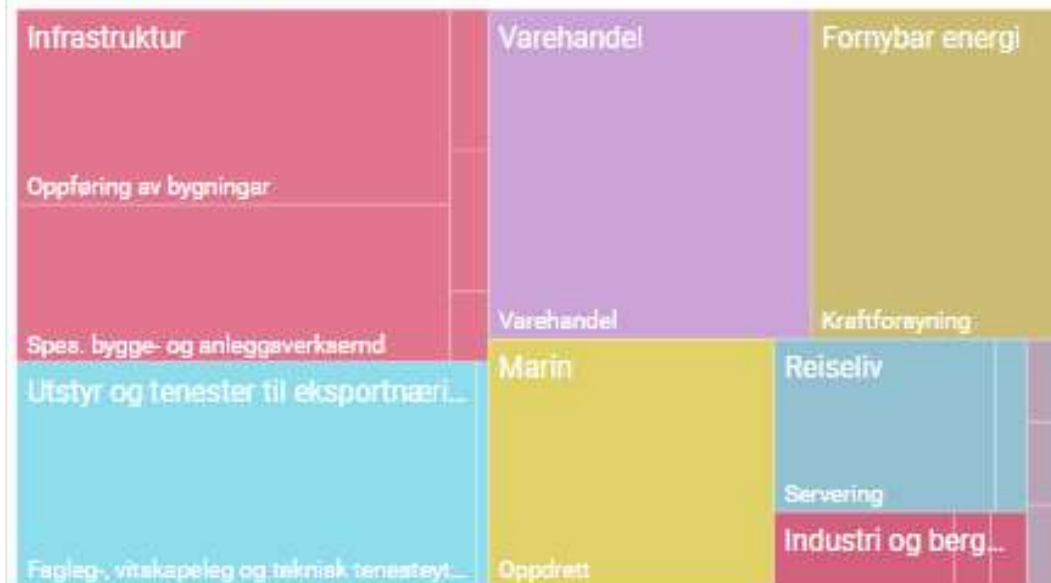 Infrastruktur
Oppføring av bygningar
Spes. bygge- og anleggsverksemd
Utstyr og tenester til eksportnæri...
Fagleg-, vitskapeleg og teknisk tenesteyt...
Varehandel
Varehandel
Fornybar energi
Kraftforsyning
Marin
Oppdrett
Reiseliv
Servering
Industri og berg...